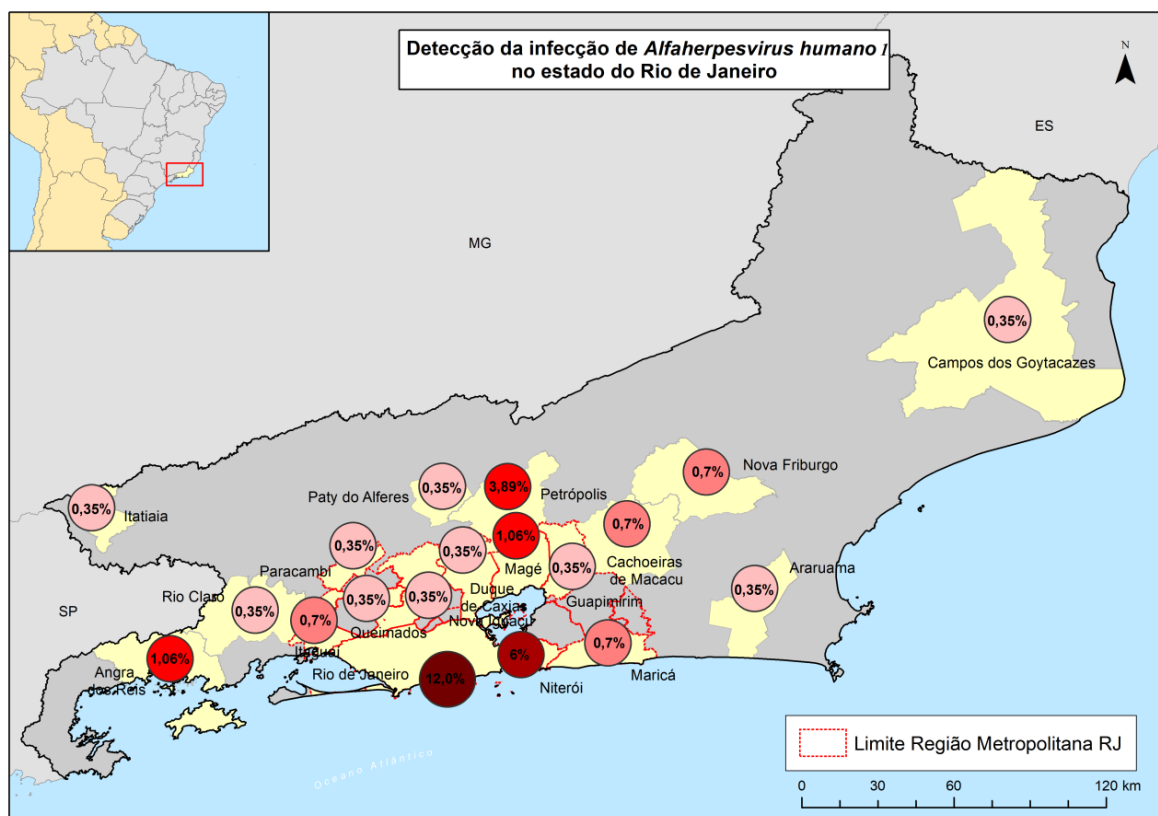 Detecção da infecção de Alfaherpesvirus humano 1
no estado do Rio de Janeiro
N
ES
MG
SP
0,35%
Campos dos Goytacazes
0,7%
Nova Friburgo
3,89%
Petrópolis
0,35%
Paty do Alferes
0,35%
Itatiaia
0,7%
Cachoeiras
de Macacu
1,06%
Magé
0,35%
Paracambi
0,35%
Duque
de Caxias
0,35%
Guapimirim
0,35%
Araruama
Rio Claro
0,35%
0,35%
Queimados
0,35%
Nova Iguaçu
0,7%
Itaguaí
0,7%
Maricá
1,06%
Angra
dos Reis
Rio de Janeiro
12,0%
6%
Niterói
Oceano Atlântico
Limite Região Metropolitana RJ
0 30 60 120 km